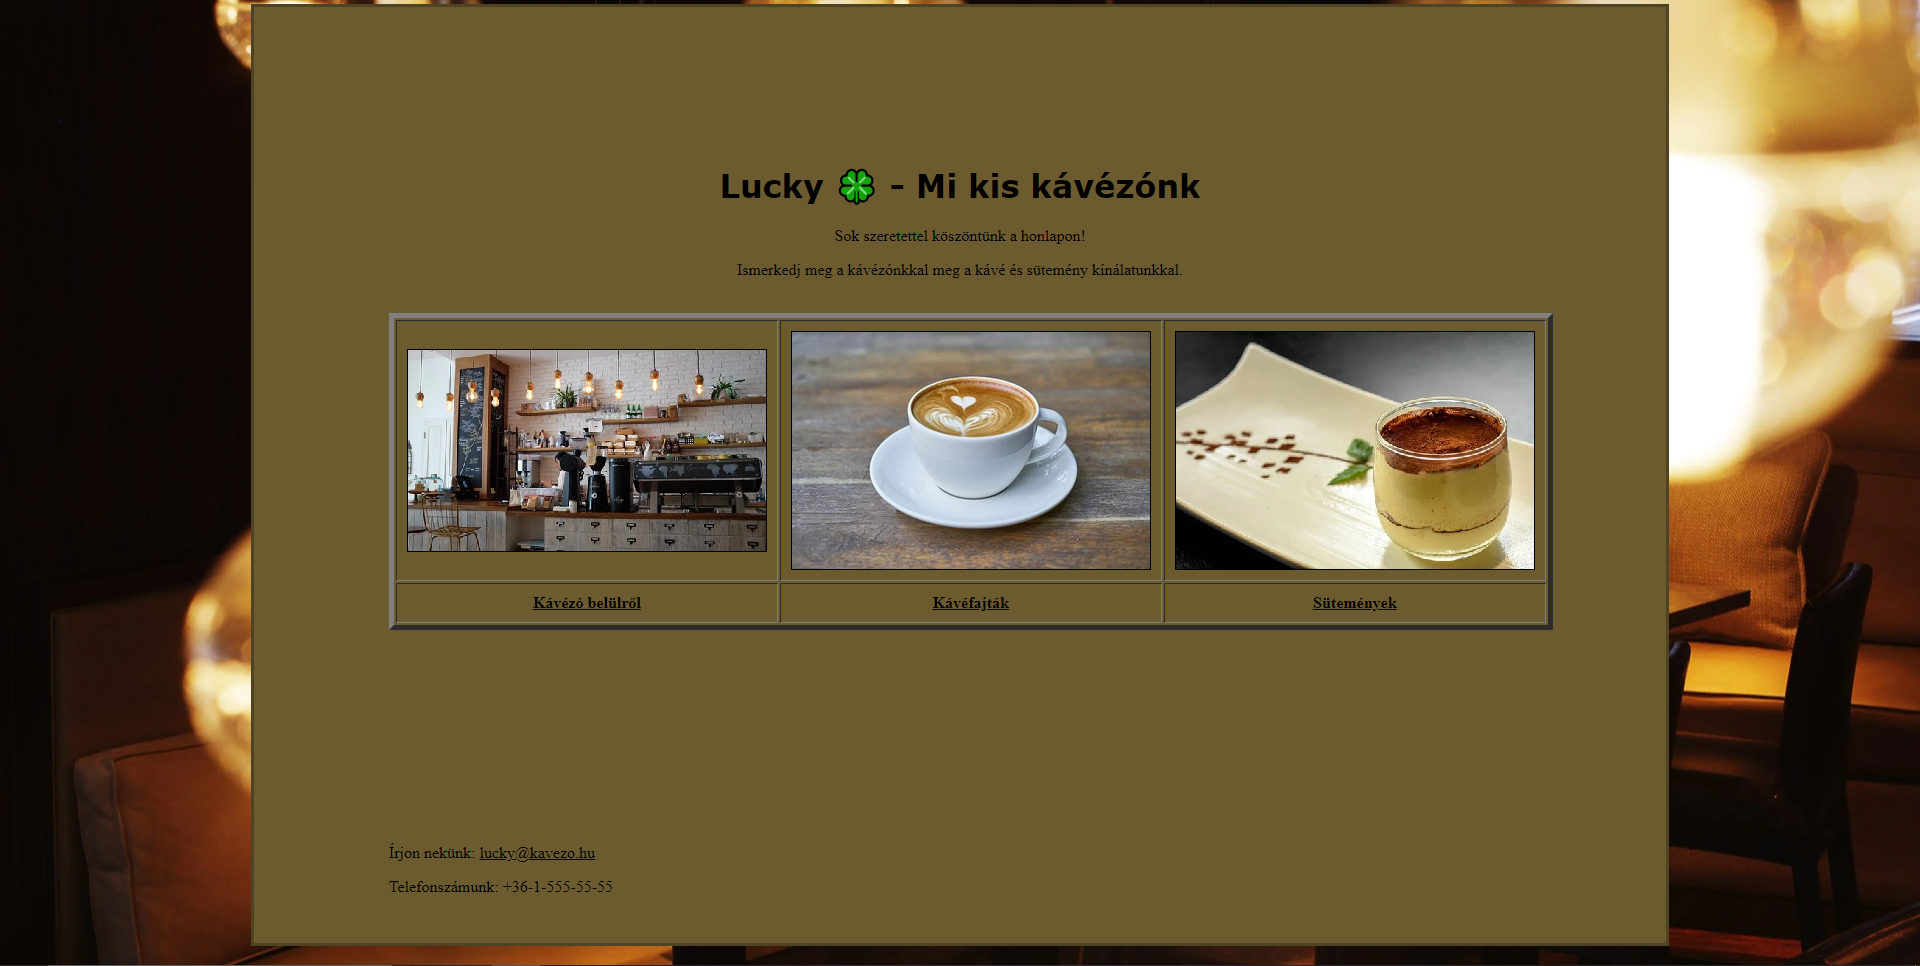 Lucky 🍀 - Mi kis kávézónk
Sok szeretettel köszöntünk a honlapon!
Ismerkedj meg a kávézónkkal meg a kávé és sütemény kínálatunkkal.
Kávézó belülről
Kávéfajták
Sütemények
Írjon nekünk: lucky@kavezo.hu
Telefonszámunk: +36-1-555-55-55